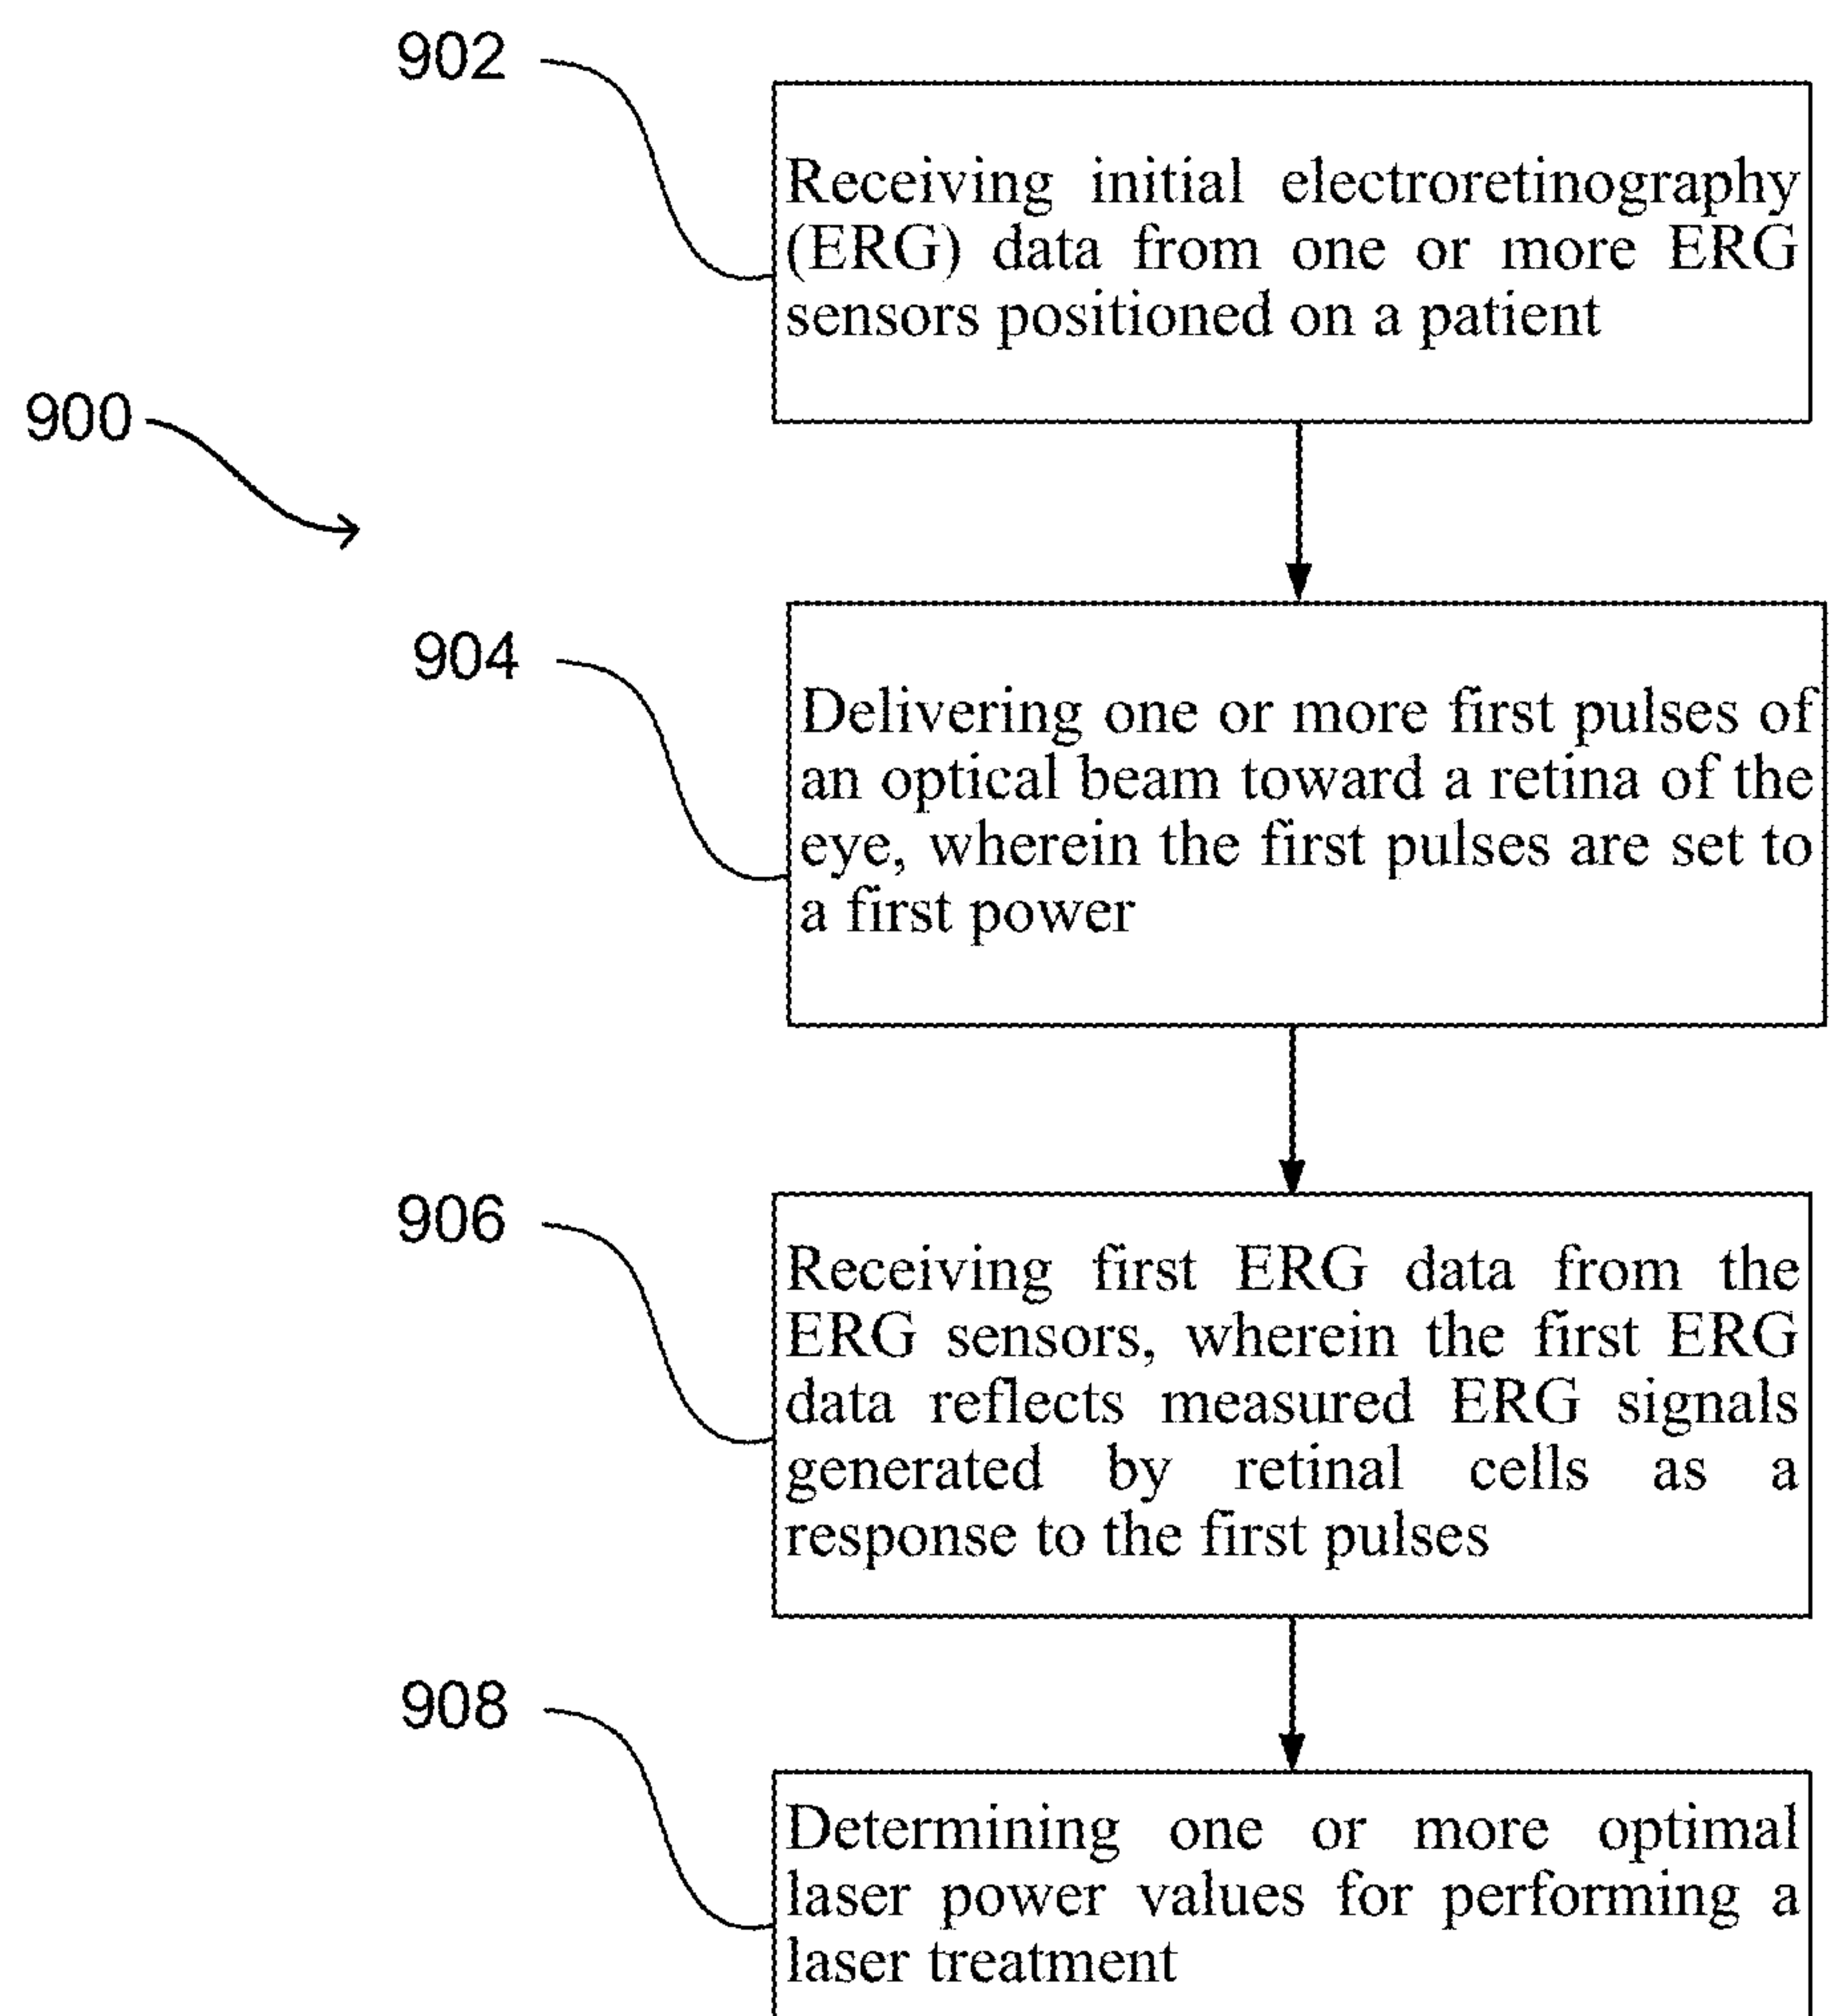 902
Receiving initial electroretinography
(ERG) data from one or more ERG
sensors positioned on a patient
900
904
Delivering one or more first pulses of
an optical beam toward a retina of the
eye, wherein the first pulses are set to
a first power
906
Receiving first ERG data from the
ERG sensors, wherein the first ERG
data reflects measured ERG signals
generated by retinal cells as a
response to the first pulses
908
Determining one or more optimal
laser power values for performing a
laser treatment